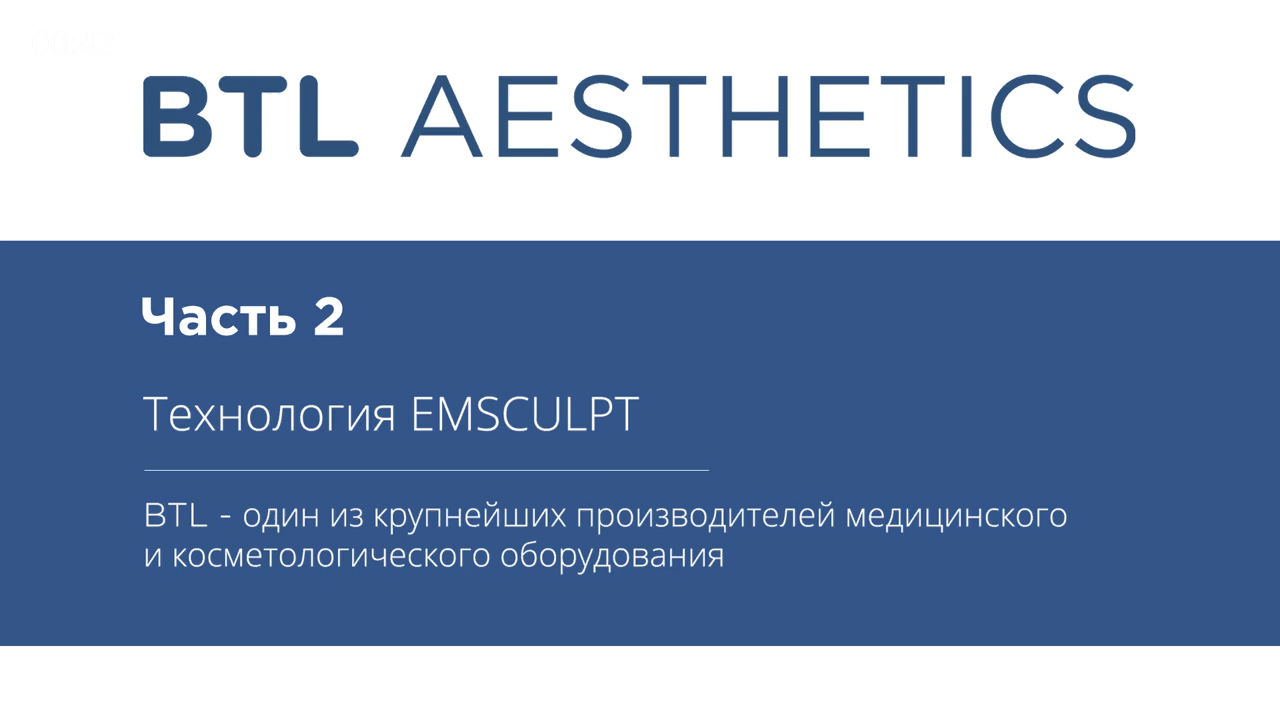 BTL AESTHETICS
Часть 2
Технология EMSCULPT
BTL - один из крупнейших производителей медицинского
и косметологического оборудования